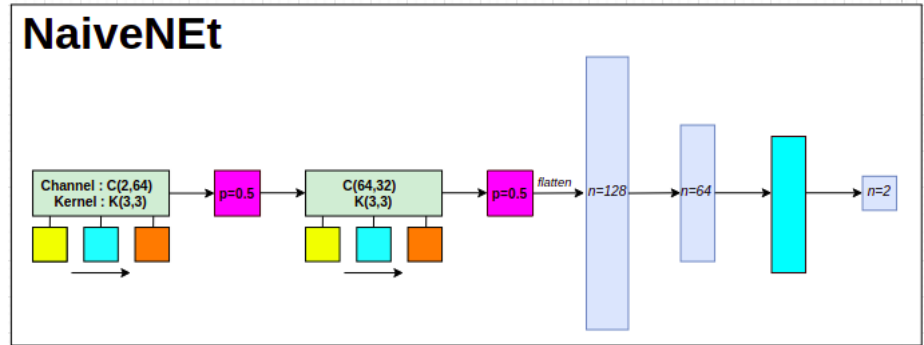 NaiveNEt
Channel : C(2,64)
Kernel : K(3,3)
p=0.5
C(64,32)
K(3,3)
p=0.5
flatten
n=128
n=64
n=2